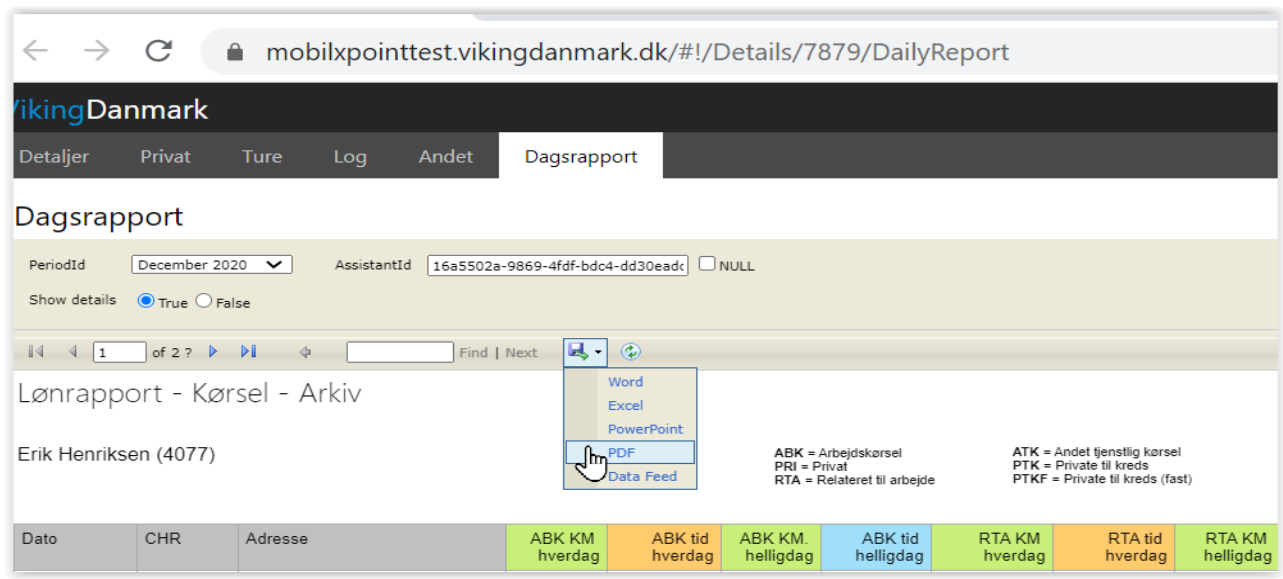 mobilxpointtest.vikingdanmark.dk/#!/Details/7879/DailyReport
ikingDanmark
Detaljer Privat Ture Log Andet Dagsrapport
Dagsrapport
PeriodId December 2020 AssistantId 16a5502a-9869-4fdf-bdc4-dd30eadc NULL
Show details True False
1 of 2 ? Find | Next
Word
Excel
PowerPoint
PDF
Data Feed
Lønrapport - Kørsel - Arkiv
Erik Henriksen (4077)
ABK = Arbejdskørsel
PRI = Privat
RTA = Relateret til arbejde
ATK = Andet tjenstlig kørsel
PTK = Private til kreds
PTKF = Private til kreds (fast)
Dato CHR Adresse ABK KM hverdag ABK tid hverdag ABK KM. helligdag ABK tid helligdag RTA KM hverdag RTA tid hverdag RTA KM helligdag